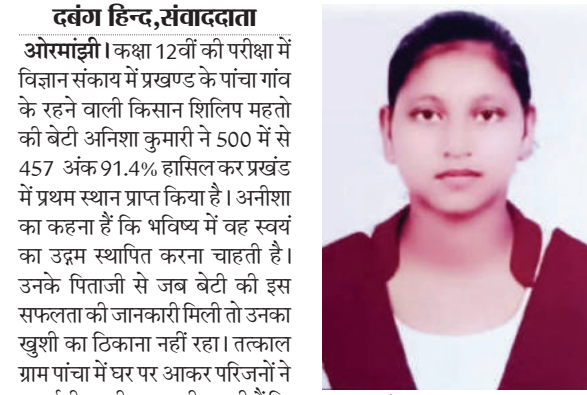 दबंग हिन्द,संवाददाता
ओरमांझी। कक्षा 12वीं की परीक्षा में
विज्ञान संकाय में प्रखण्ड के पांचा गांव
के रहने वाली किसान शिलिप महतो
की बेटी अनिशा कुमारी ने 500 में से
457 अंक 91.4% हासिल कर प्रखंड
में प्रथम स्थान प्राप्त किया है। अनीशा
का कहना हैं कि भविष्य में वह स्वयं
का उद्गम स्थापित करना चाहती है।
उनके पिताजी से जब बेटी की इस
सफलता की जानकारी मिली तो उनका
खुशी का ठिकाना नहीं रहा। तत्काल
ग्राम पांचा में घर पर आकर परिजनों ने